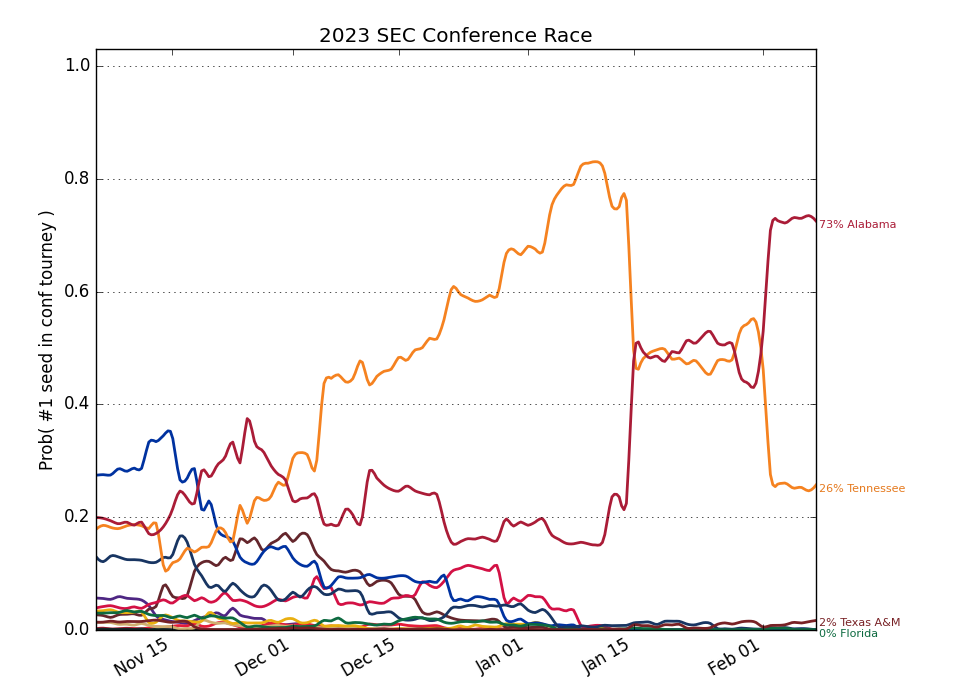 2023 SEC Conference Race
Prob( #1 seed in conf tourney )
1.0
0.8
0.6
0.4
0.2
0.0
Nov 15
Dec 01
Dec 15
Jan 01
Jan 15
Feb 01
73% Alabama
26% Tennessee
2% Texas A&M
0% Florida